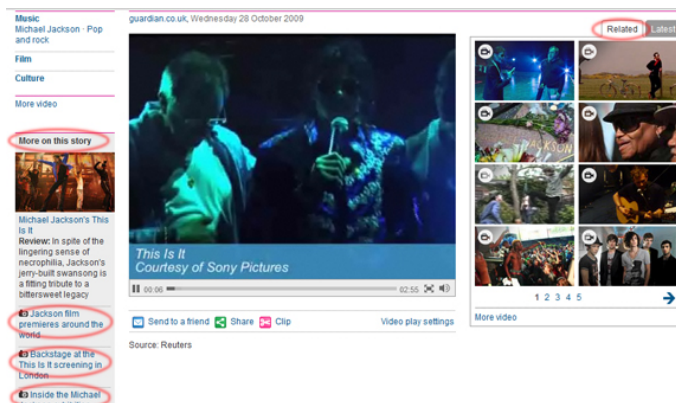 Music
Michael Jackson · Pop
and rock
Film
Culture
More video
More on this story
Michael Jackson's This
Is It
Review: In spite of the
lingering sense of
necrophilia, Jackson's
jerry-built swansong is
a fitting tribute to a
bittersweet legacy
Jackson film
premieres around the
world
Backstage at the
This Is It screening in
London
Inside the Michael
guardian.co.uk, Wednesday 28 October 2009
This Is It
Courtesy of Sony Pictures
00:06
02:55
Send to a friend Share Clip Video play settings
Source: Reuters
Related Latest
JACKSON
1 2 3 4 5
More video